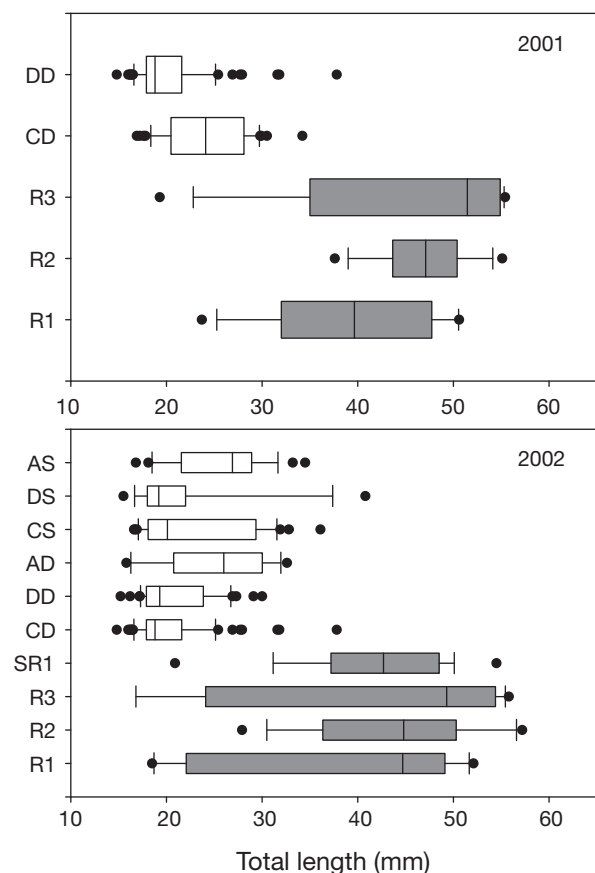 2001
DD
CD
R3
R2
R1
10 20 30 40 50 60
2002
AS
DS
CS
AD
DD
CD
SR1
R3
R2
R1
10 20 30 40 50 60
Total length (mm)